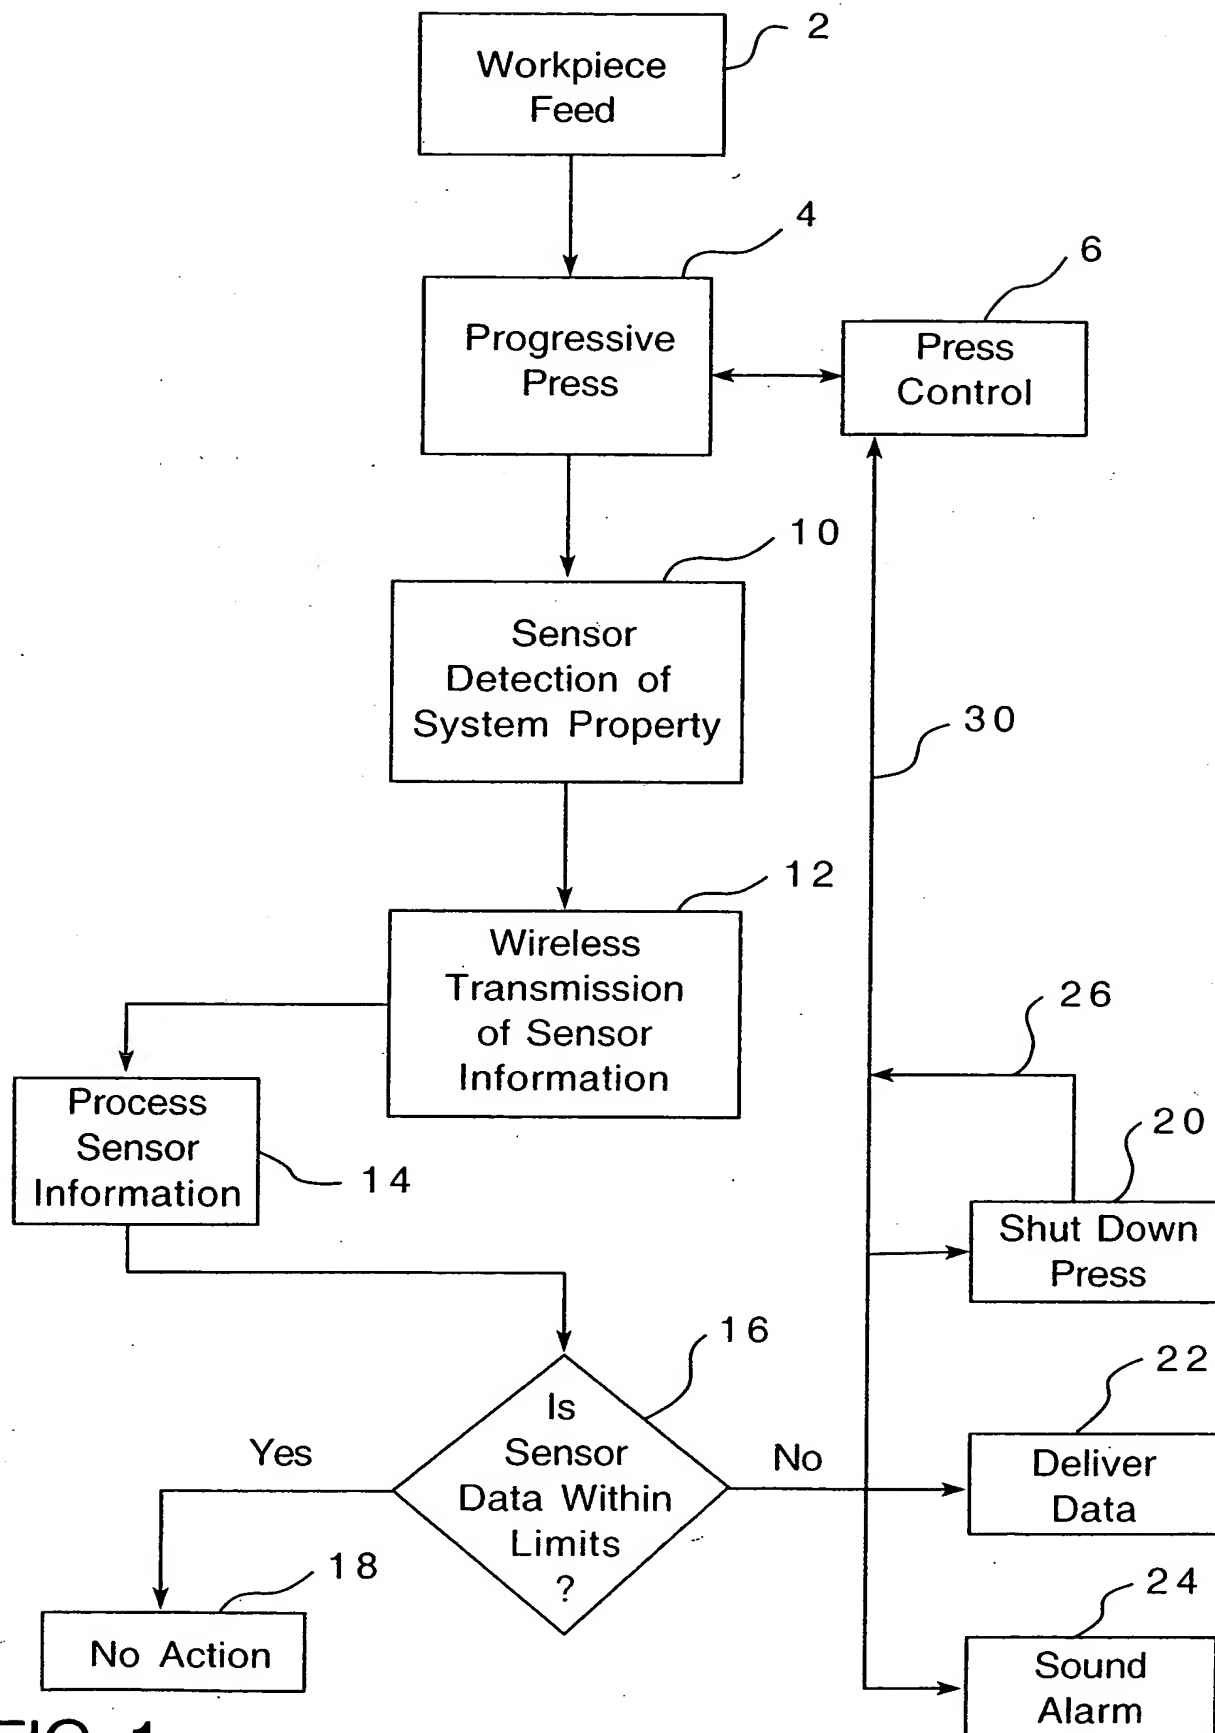 Workpiece
Feed
2
Progressive
Press
4
Press
Control
6
Sensor
Detection of
System Property
10
30
Wireless
Transmission
of Sensor
Information
12
Process
Sensor
Information
14
26
Shut Down
Press
20
Is
Sensor
Data Within
Limits
?
16
Yes
No
Deliver
Data
22
No Action
18
Sound
Alarm
24
FIG. 1